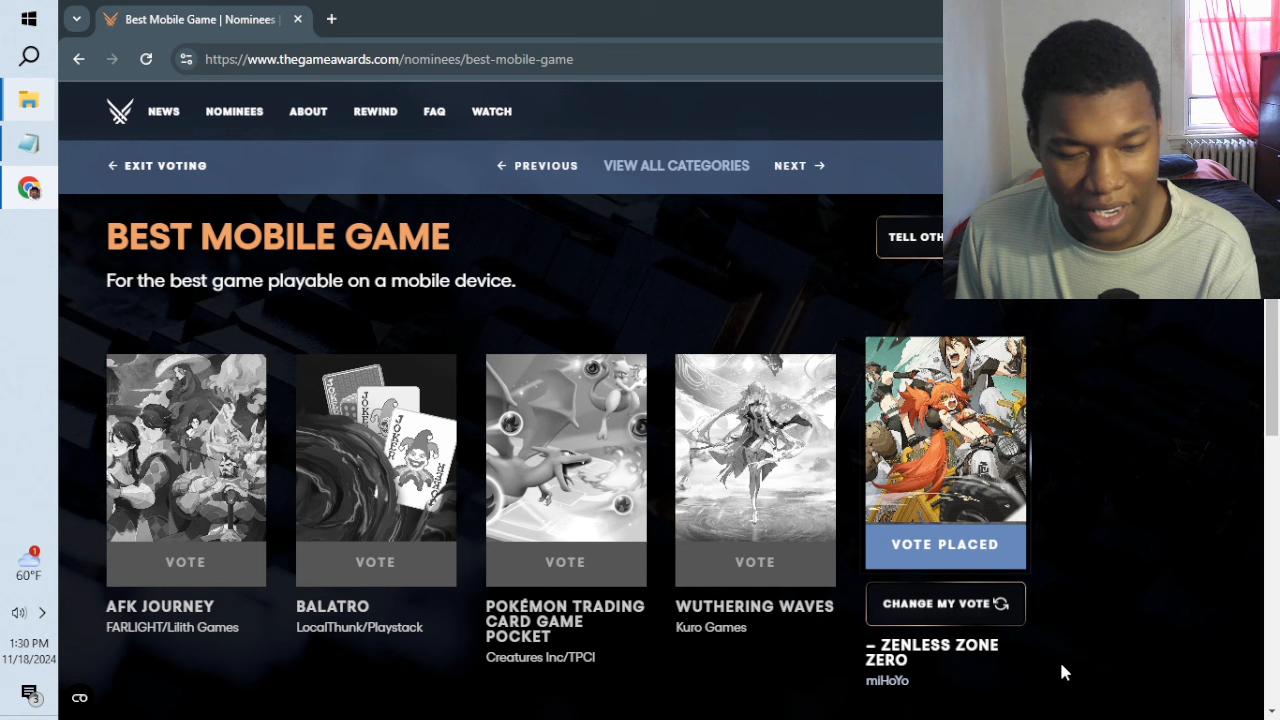 Best Mobile Game | Nominees |
https://www.thegameawards.com/nominees/best-mobile-game
NEWS NOMINEES ABOUT REWIND FAQ WATCH
← EXIT VOTING ← PREVIOUS VIEW ALL CATEGORIES NEXT →
BEST MOBILE GAME
TELL OTH
For the best game playable on a mobile device.
VOTE
VOTE
VOTE
VOTE
VOTE PLACED
CHANGE MY VOTE
AFK JOURNEY
FARLIGHT/Lilith Games
BALATRO
LocalThunk/Playstack
POKÉMON TRADING
CARD GAME
POCKET
Creatures Inc/TPCI
WUTHERING WAVES
Kuro Games
– ZENLESS ZONE
ZERO
miHoYo
1
60°F
1:30 PM
11/18/2024
3